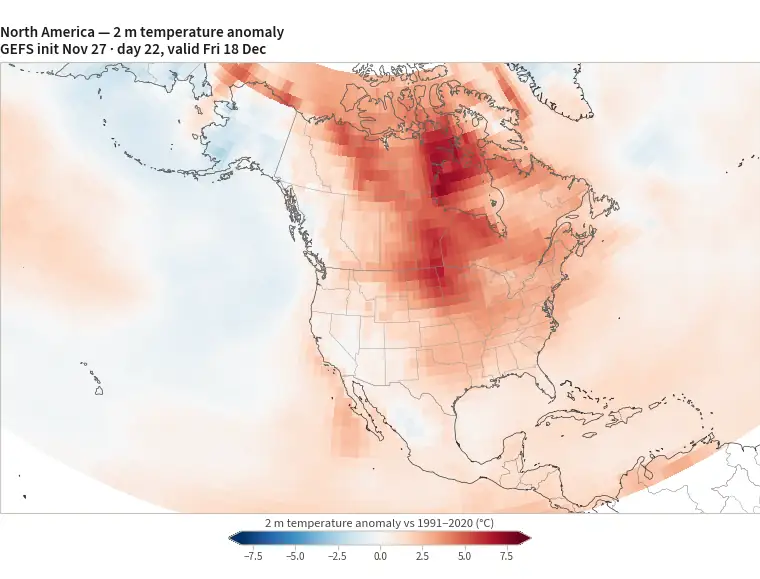 North America — 2 m temperature anomaly
GEFS init Nov 27 · day 22, valid Fri 18 Dec
2 m temperature anomaly vs 1991–2020 (°C)
−7.5 −5.0 −2.5 0.0 2.5 5.0 7.5